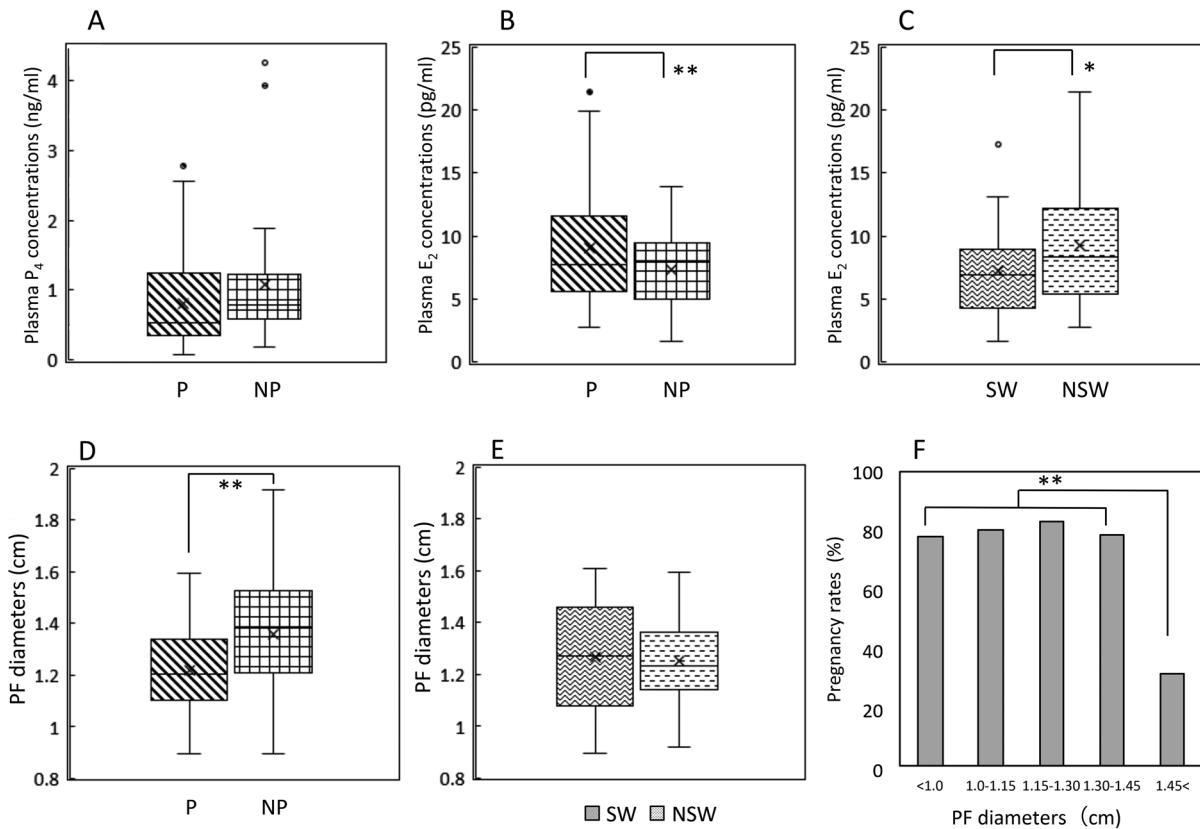 A
Plasma P4 concentrations (ng/ml)
4
3
2
1
0
P NP
B
Plasma E2 concentrations (pg/ml)
25
20
15
10
5
0
**
P NP
C
Plasma E2 concentrations (pg/ml)
25
20
15
10
5
0
*
SW NSW
D
PF diameters (cm)
2
1.8
1.6
1.4
1.2
1
0.8
**
P NP
E
PF diameters (cm)
2
1.8
1.6
1.4
1.2
1
0.8
SW NSW
F
Pregnancy rates (%)
100
80
60
40
20
0
**
<1.0 1.0-1.15 1.15-1.30 1.30-1.45 1.45<
PF diameters (cm)